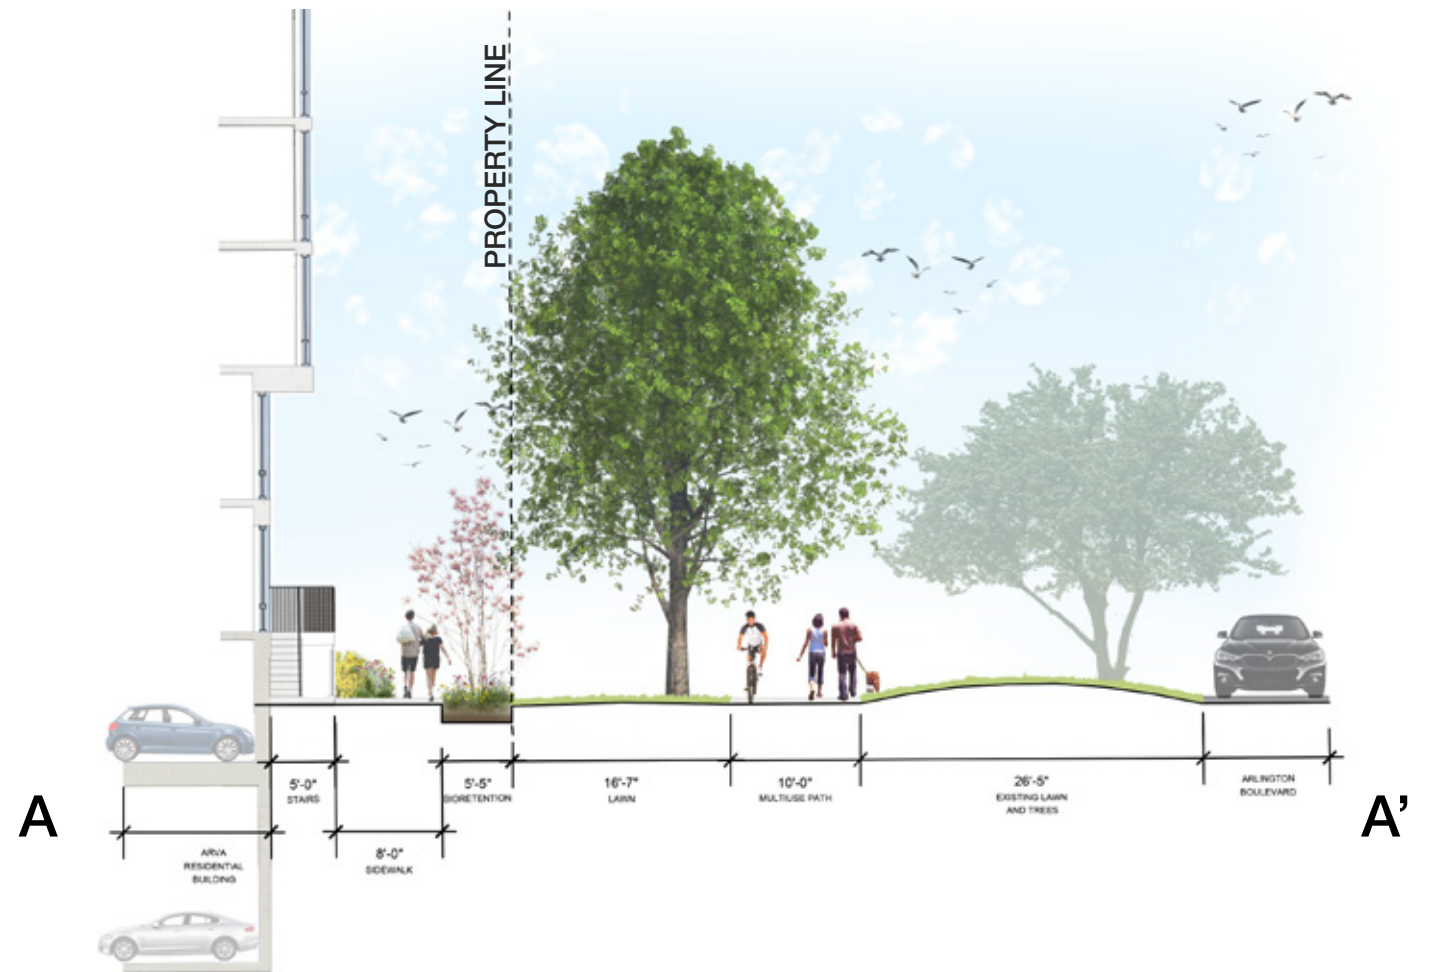 PROPERTY LINE
5'-0"
STAIRS
5'-5"
BIORETENTION
16'-7"
LAWN
10'-0"
MULTIUSE PATH
26'-5"
EXISTING LAWN
AND TREES
ARLINGTON
BOULEVARD
A
A’
ARVA
RESIDENTIAL
BUILDING
8'-0"
SIDEWALK